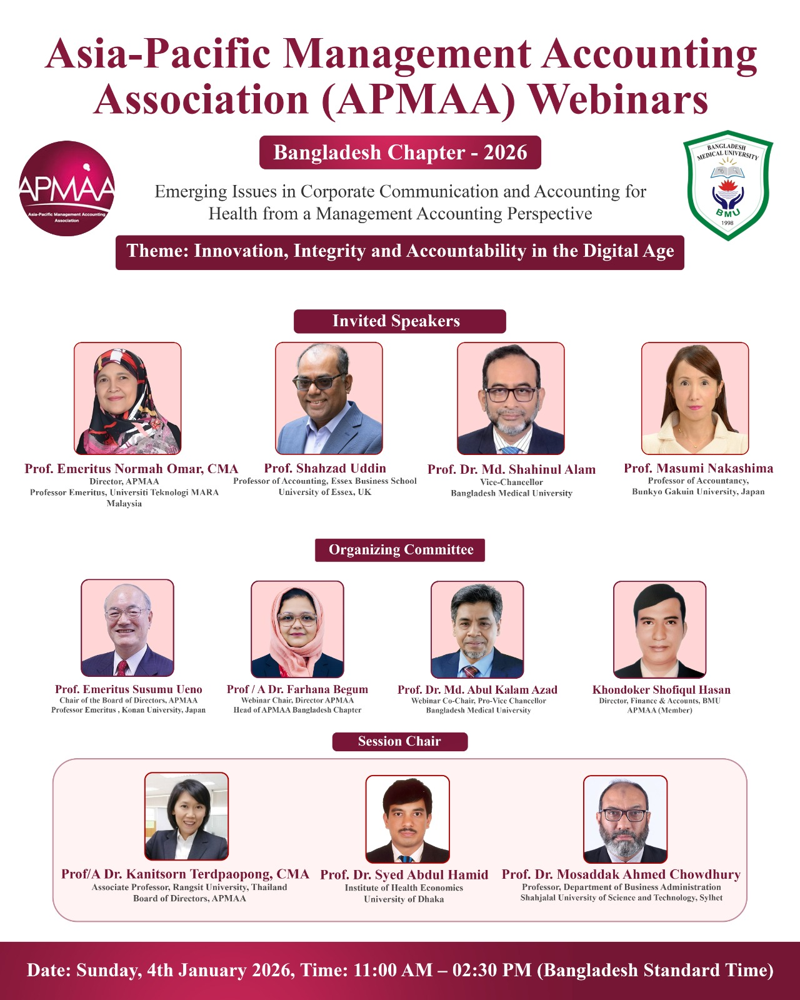 Asia-Pacific Management Accounting
Association (APMAA) Webinars
Bangladesh Chapter - 2026
APMAA
Asia-Pacific Management Accounting
Association
BANGLADESH
MEDICAL UNIVERSITY
BMU
1998
Emerging Issues in Corporate Communication and Accounting for
Health from a Management Accounting Perspective
Theme: Innovation, Integrity and Accountability in the Digital Age
Invited Speakers
Prof. Emeritus Normah Omar, CMA
Director, APMAA
Professor Emeritus, Universiti Teknologi MARA
Malaysia
Prof. Shahzad Uddin
Professor of Accounting, Essex Business School
University of Essex, UK
Prof. Dr. Md. Shahinul Alam
Vice-Chancellor
Bangladesh Medical University
Prof. Masumi Nakashima
Professor of Accountancy,
Bunkyo Gakuin University, Japan
Organizing Committee
Prof. Emeritus Susumu Ueno
Chair of the Board of Directors, APMAA
Professor Emeritus , Konan University, Japan
Prof / A Dr. Farhana Begum
Webinar Chair, Director APMAA
Head of APMAA Bangladesh Chapter
Prof. Dr. Md. Abul Kalam Azad
Webinar Co-Chair, Pro-Vice Chancellor
Bangladesh Medical University
Khondoker Shofiqul Hasan
Director, Finance & Accounts, BMU
APMAA (Member)
Session Chair
Prof/A Dr. Kanitsorn Terdpaopong, CMA
Associate Professor, Rangsit University, Thailand
Board of Directors, APMAA
Prof. Dr. Syed Abdul Hamid
Institute of Health Economics
University of Dhaka
Prof. Dr. Mosaddak Ahmed Chowdhury
Professor, Department of Business Administration
Shahjalal University of Science and Technology, Sylhet
Date: Sunday, 4th January 2026, Time: 11:00 AM – 02:30 PM (Bangladesh Standard Time)